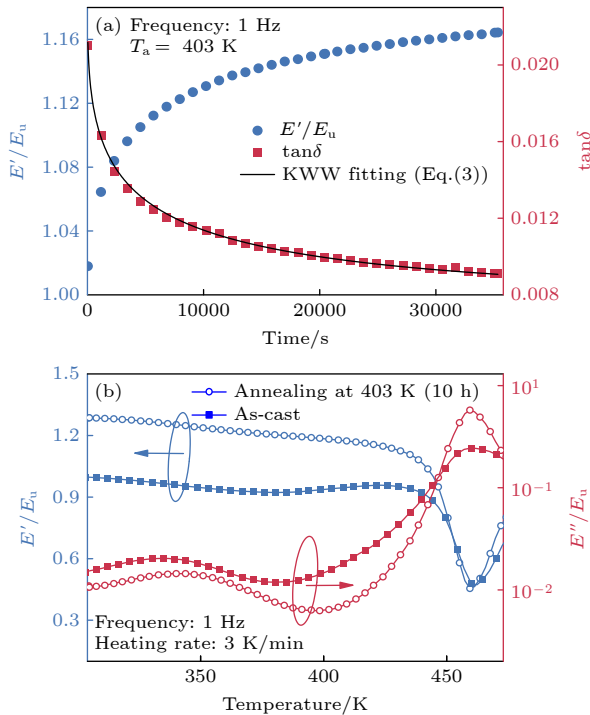 (a) Frequency: 1 Hz
Tₐ = 403 K
1.16
1.12
1.08
1.04
1.00
E′/Eᵤ
0.020
0.016
0.012
0.008
tanδ
E′/Eᵤ
tanδ
KWW fitting (Eq.(3))
0 10000 20000 30000
Time/s
(b)
Annealing at 403 K (10 h)
As-cast
1.5
1.2
0.9
0.6
0.3
E′/Eᵤ
10¹
10⁻¹
10⁻²
E″/Eᵤ
Frequency: 1 Hz
Heating rate: 3 K/min
350 400 450
Temperature/K